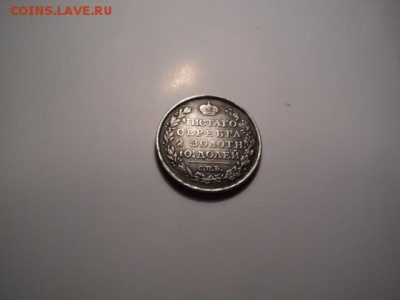 COINS.LAVE.RU
ЧИСТАГО
СЕРЕБРА
2 ЗОЛОТН.
10. ДОЛЕЙ
С.П.Б.